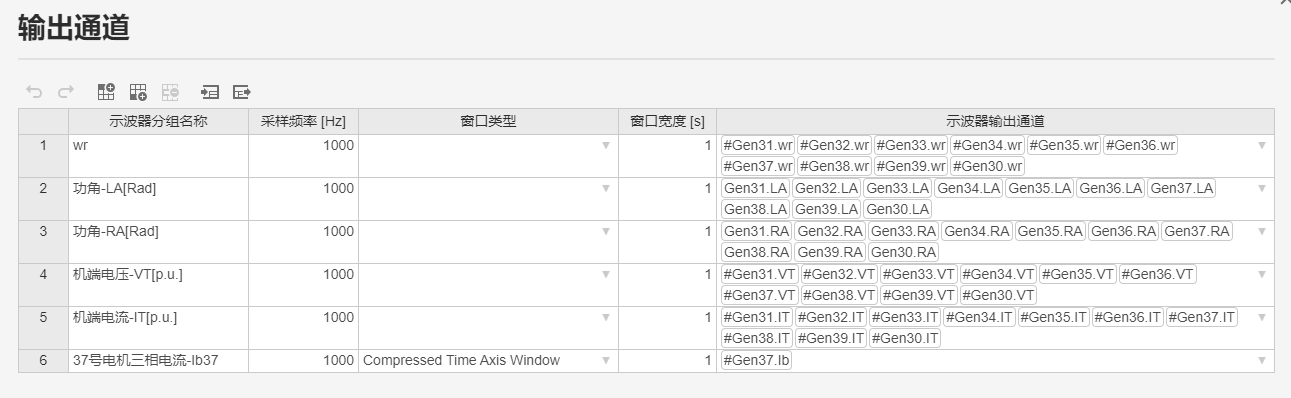 输出通道
示波器分组名称 采样频率 [Hz] 窗口类型 窗口宽度 [s] 示波器输出通道
1 wr 1000 1 #Gen31.wr #Gen32.wr #Gen33.wr #Gen34.wr #Gen35.wr #Gen36.wr
#Gen37.wr #Gen38.wr #Gen39.wr #Gen30.wr
2 功角-LA[Rad] 1000 1 Gen31.LA Gen32.LA Gen33.LA Gen34.LA Gen35.LA Gen36.LA Gen37.LA
Gen38.LA Gen39.LA Gen30.LA
3 功角-RA[Rad] 1000 1 Gen31.RA Gen32.RA Gen33.RA Gen34.RA Gen35.RA Gen36.RA Gen37.RA
Gen38.RA Gen39.RA Gen30.RA
4 机端电压-VT[p.u.] 1000 1 #Gen31.VT #Gen32.VT #Gen33.VT #Gen34.VT #Gen35.VT #Gen36.VT
#Gen37.VT #Gen38.VT #Gen39.VT #Gen30.VT
5 机端电流-IT[p.u.] 1000 1 #Gen31.IT #Gen32.IT #Gen33.IT #Gen34.IT #Gen35.IT #Gen36.IT #Gen37.IT
#Gen38.IT #Gen39.IT #Gen30.IT
6 37号电机三相电流-Ib37 1000 Compressed Time Axis Window 1 #Gen37.Ib